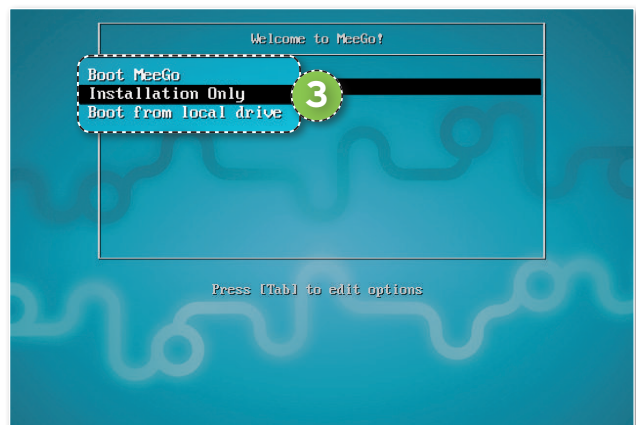 Welcome to MeeGo!
Boot MeeGo
Installation Only
Boot from local drive
3
Press [Tab] to edit options